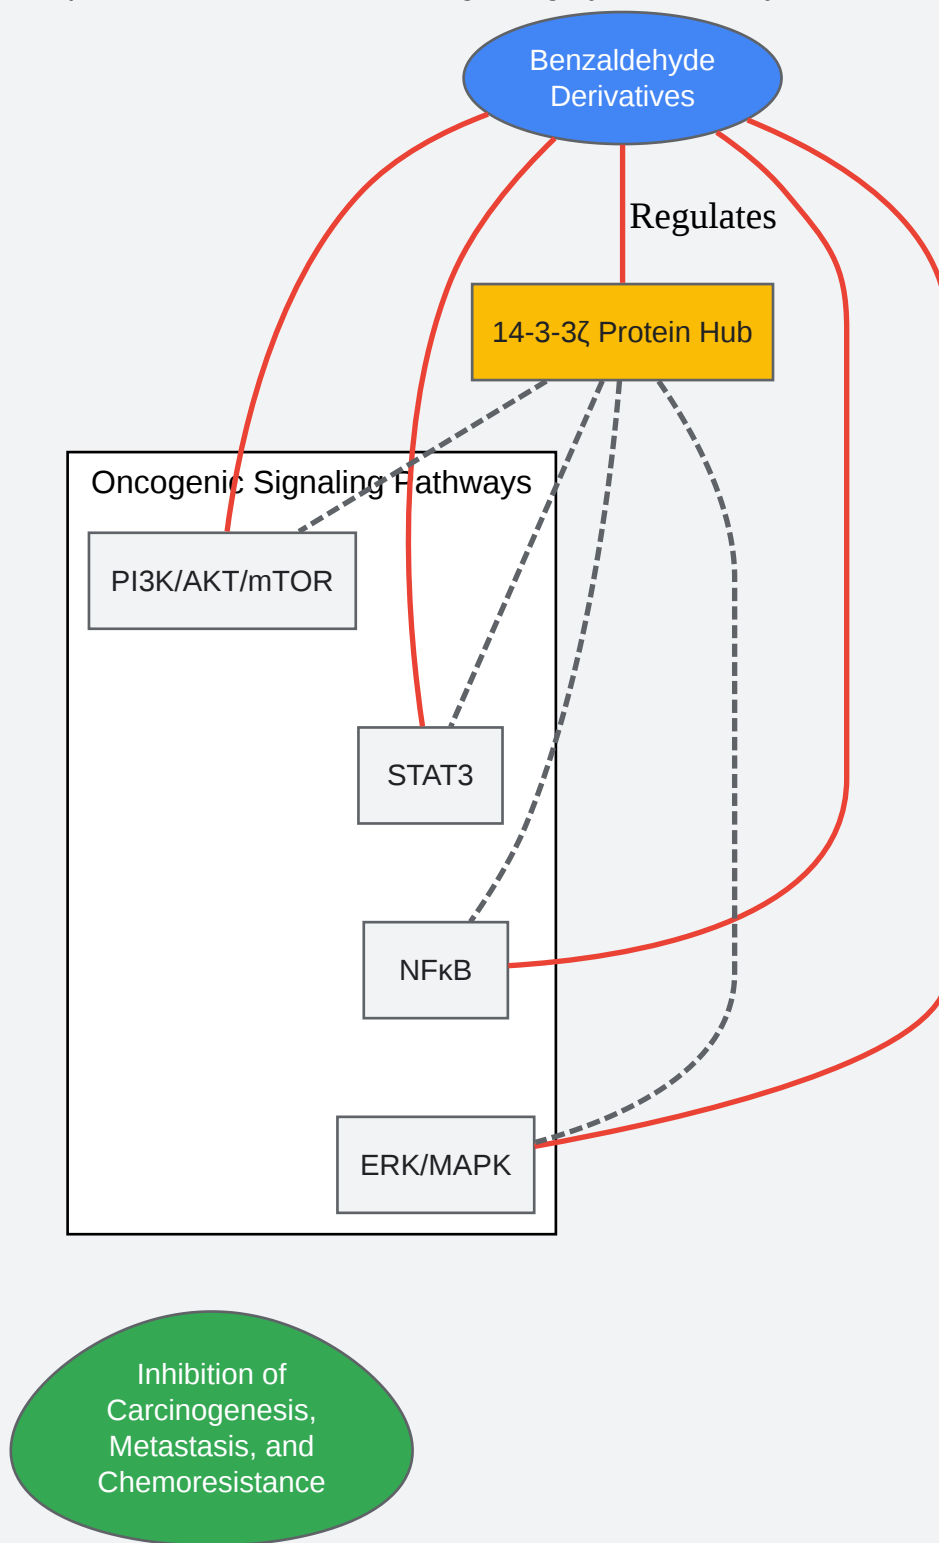 Benzaldehyde
Derivatives
Regulates
14-3-3ζ Protein Hub
Oncogenic Signaling Pathways
PI3K/AKT/mTOR
STAT3
NFκB
ERK/MAPK
Inhibition of
Carcinogenesis,
Metastasis, and
Chemoresistance